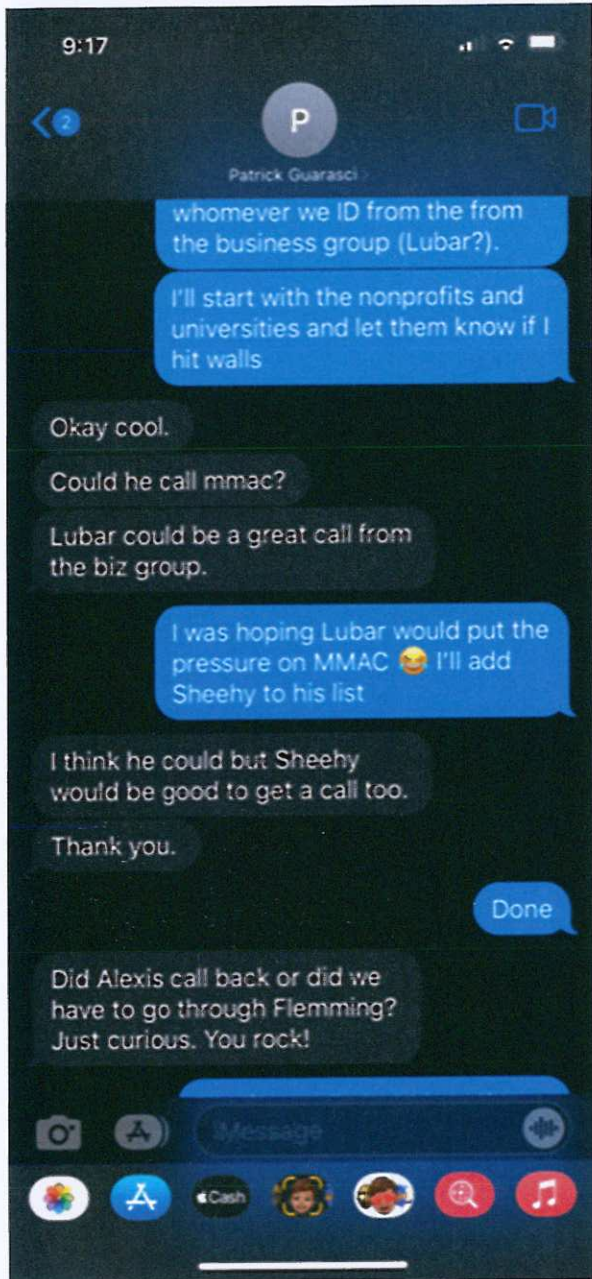 9:17
2
P
Patrick Guarasci
whomever we ID from the from
the business group (Lubar?).
I'll start with the nonprofits and
universities and let them know if I
hit walls
Okay cool.
Could he call mmac?
Lubar could be a great call from
the biz group.
I was hoping Lubar would put the
pressure on MMAC 😂 I'll add
Sheehy to his list
I think he could but Sheehy
would be good to get a call too.
Thank you.
Done
Did Alexis call back or did we
have to go through Flemming?
Just curious. You rock!
iMessage
Cash